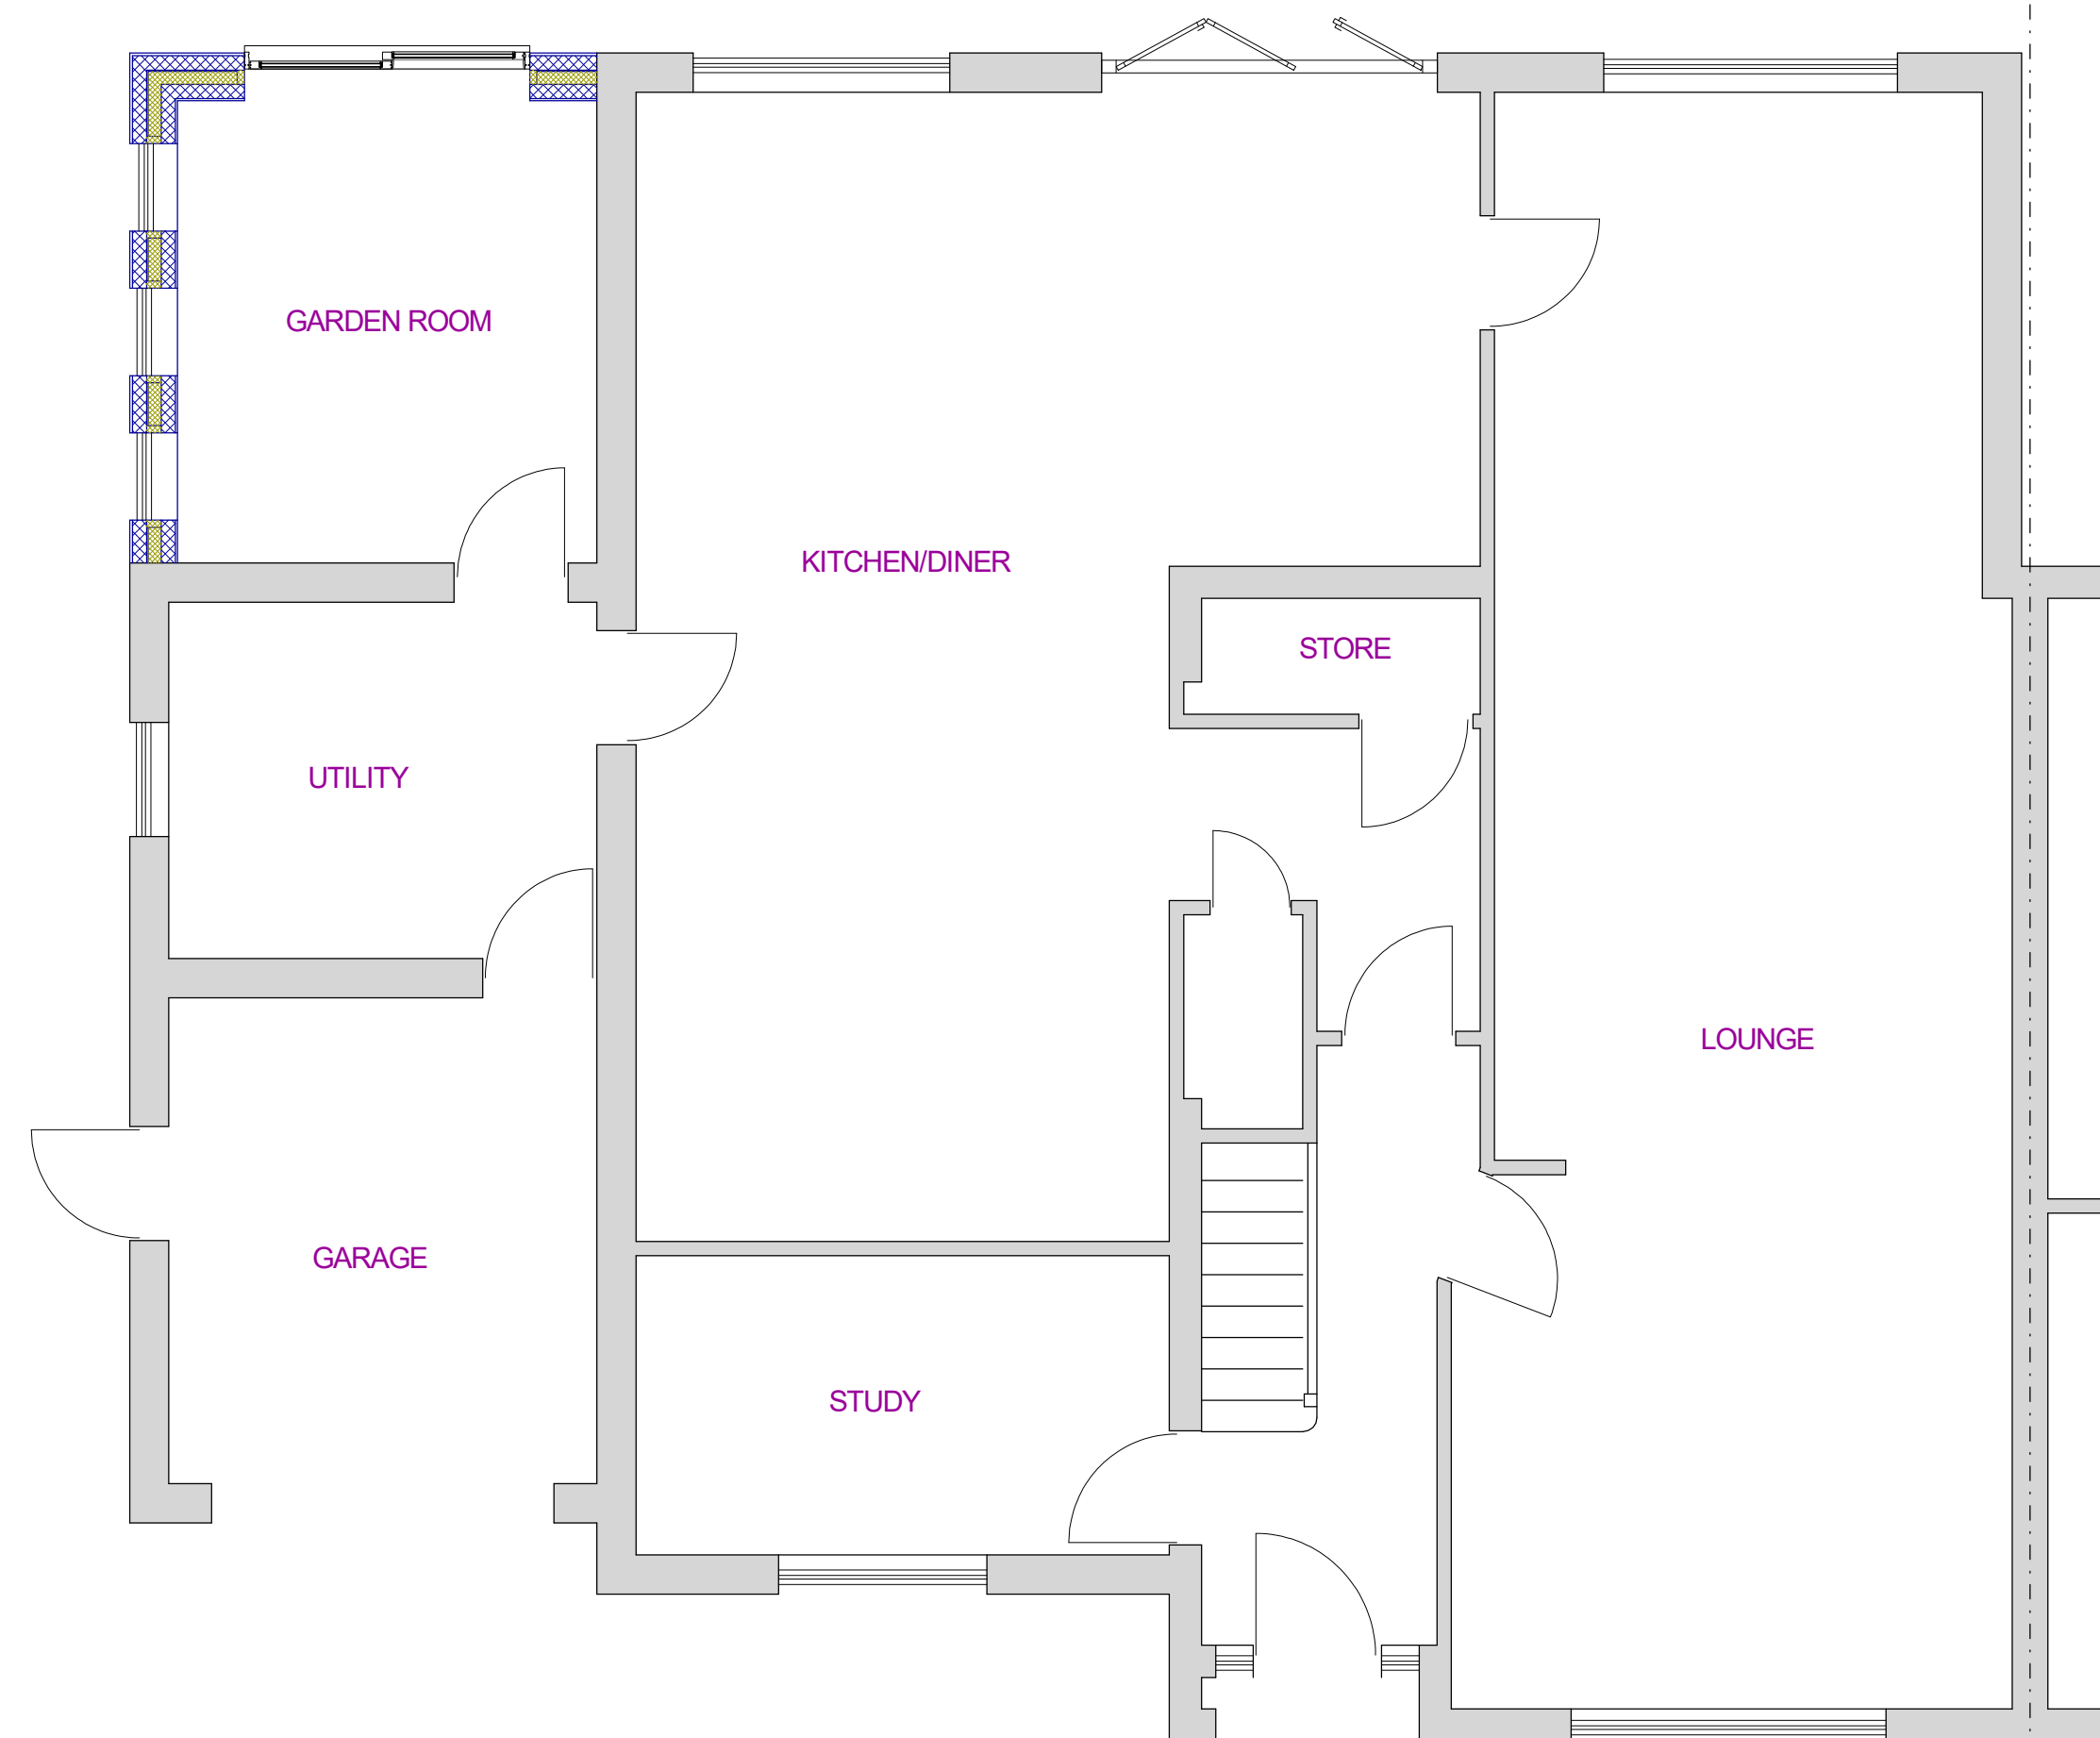 GARDEN ROOM
KITCHEN/DINER
STORE
UTILITY
LOUNGE
GARAGE
STUDY